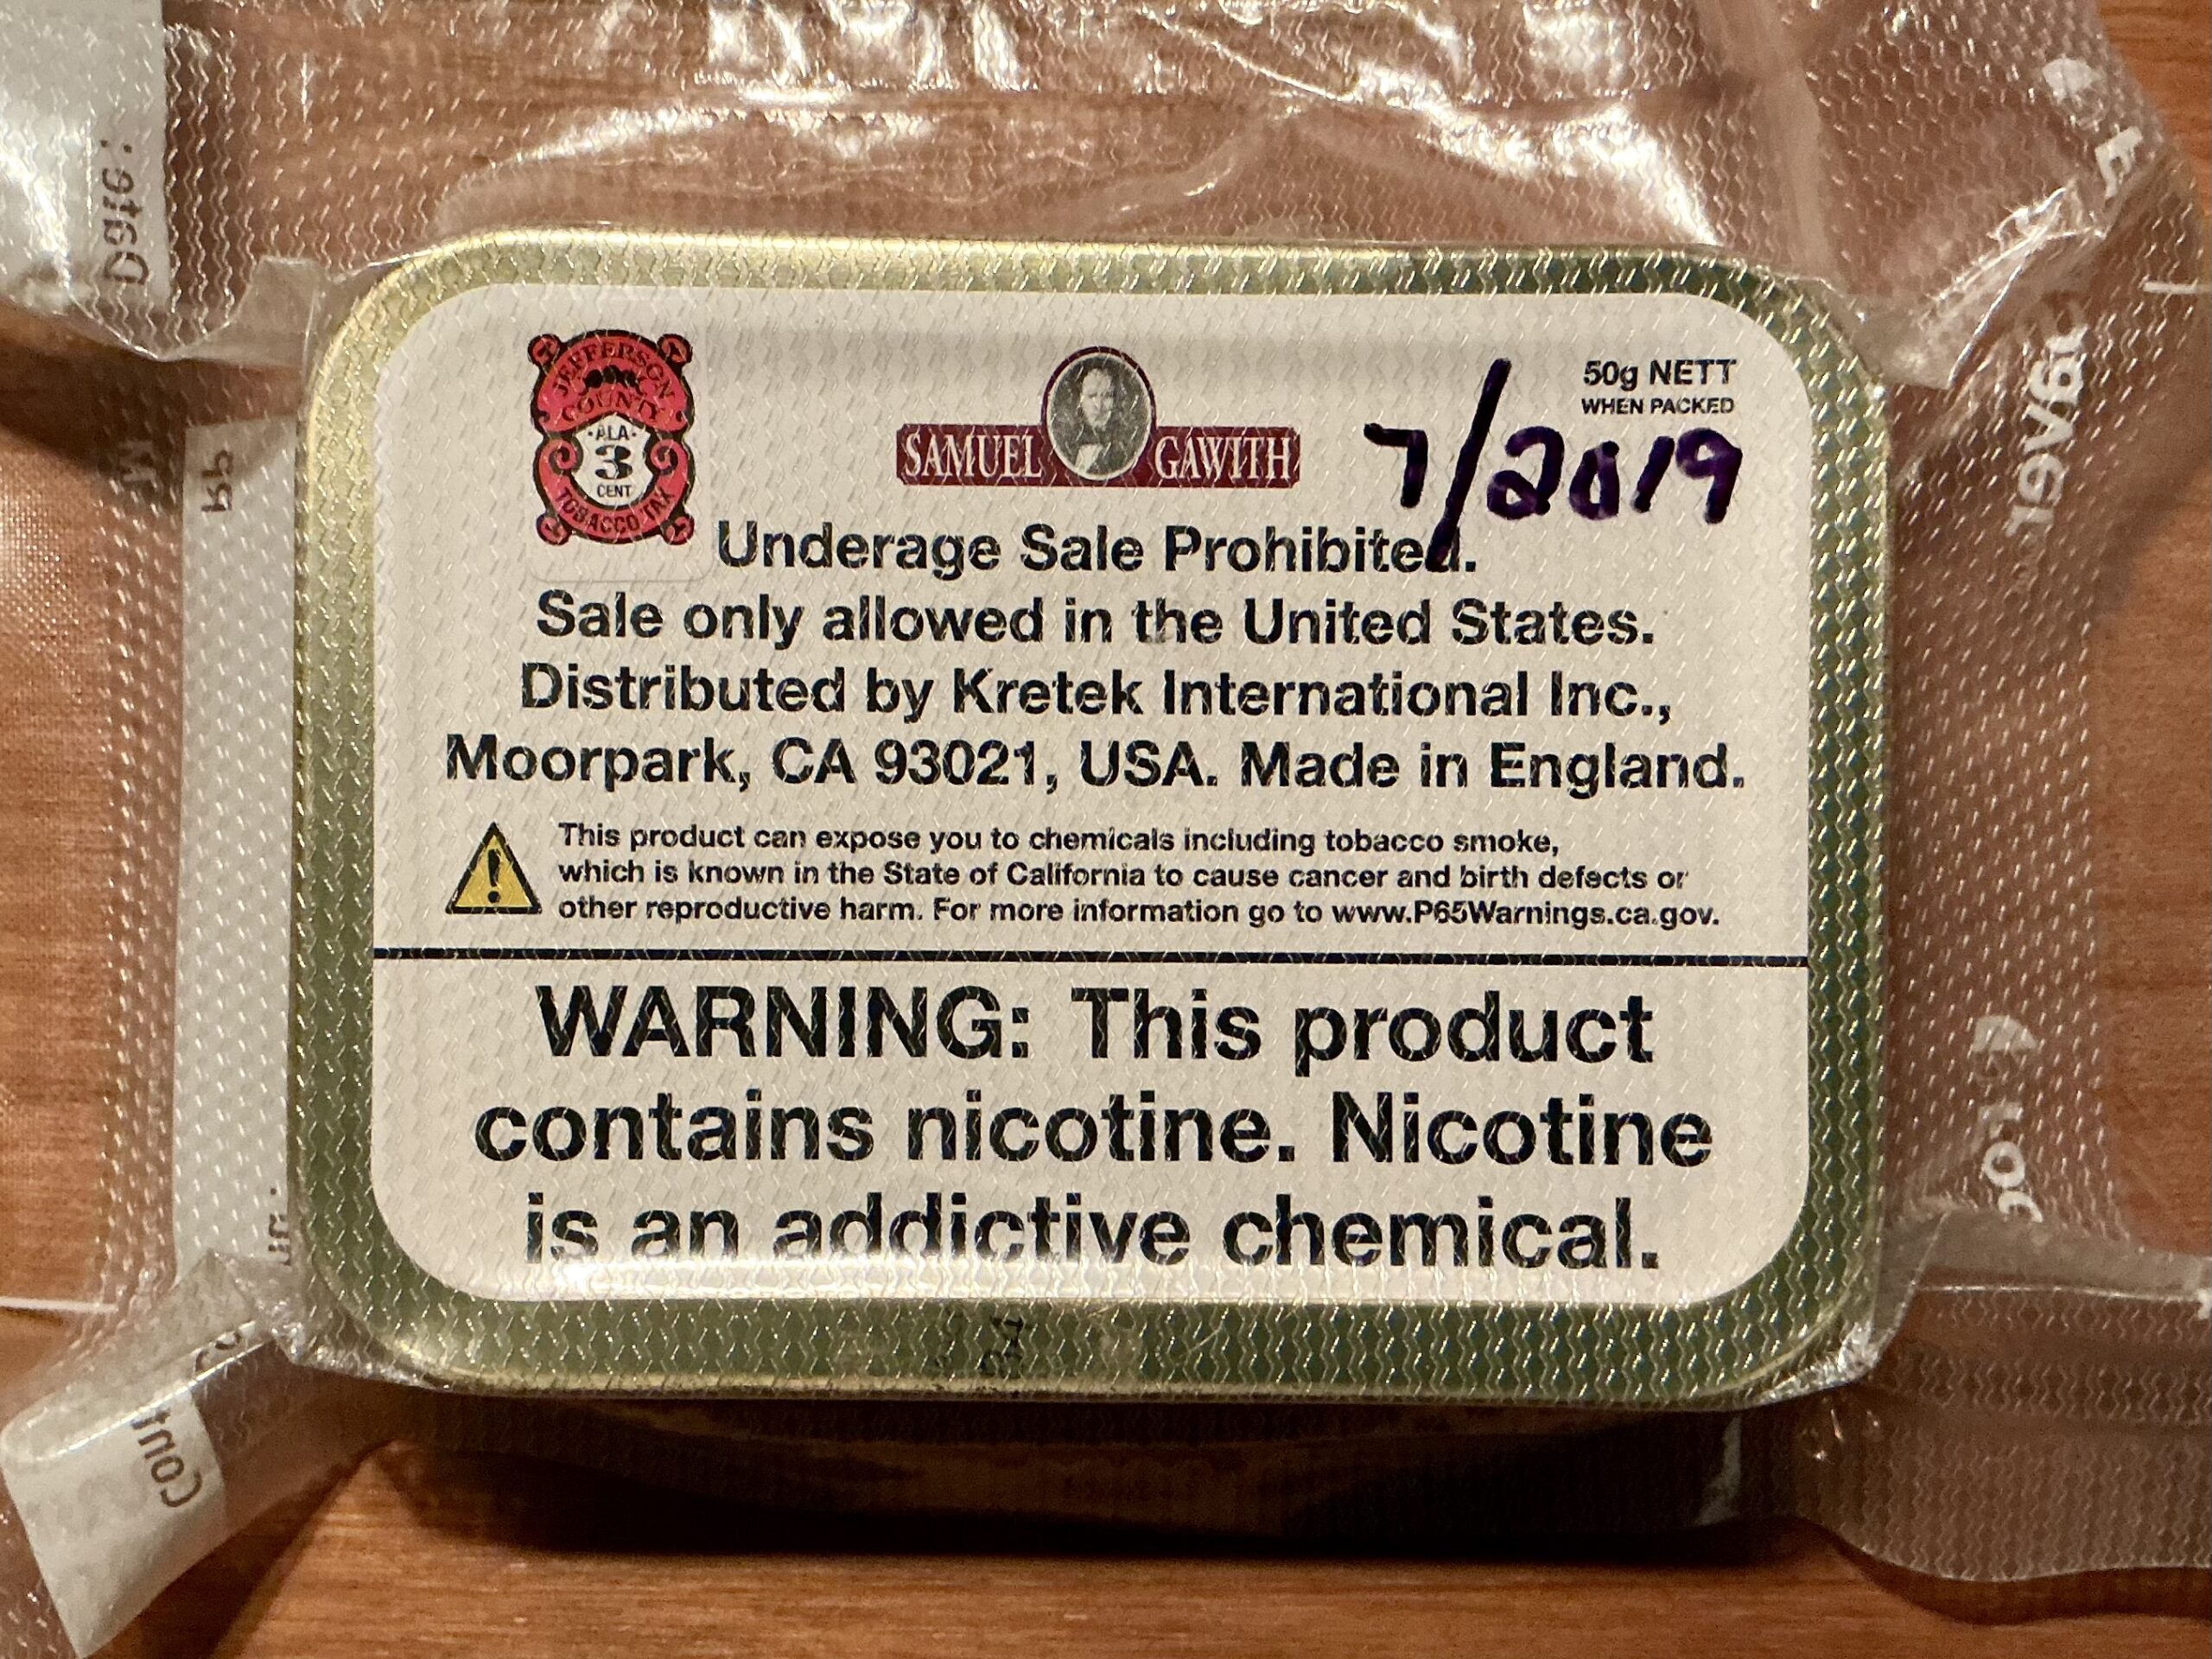 Date:
JEFFERSON
COUNTY
-ALA-
3
CENT
TOBACCO TAX
SAMUEL GAWITH
50g NETT
WHEN PACKED
7/2019
Underage Sale Prohibited.
Sale only allowed in the United States.
Distributed by Kretek International Inc.,
Moorpark, CA 93021, USA. Made in England.
This product can expose you to chemicals including tobacco smoke,
which is known in the State of California to cause cancer and birth defects or
other reproductive harm. For more information go to www.P65Warnings.ca.gov.
WARNING: This product
contains nicotine. Nicotine
is an addictive chemical.